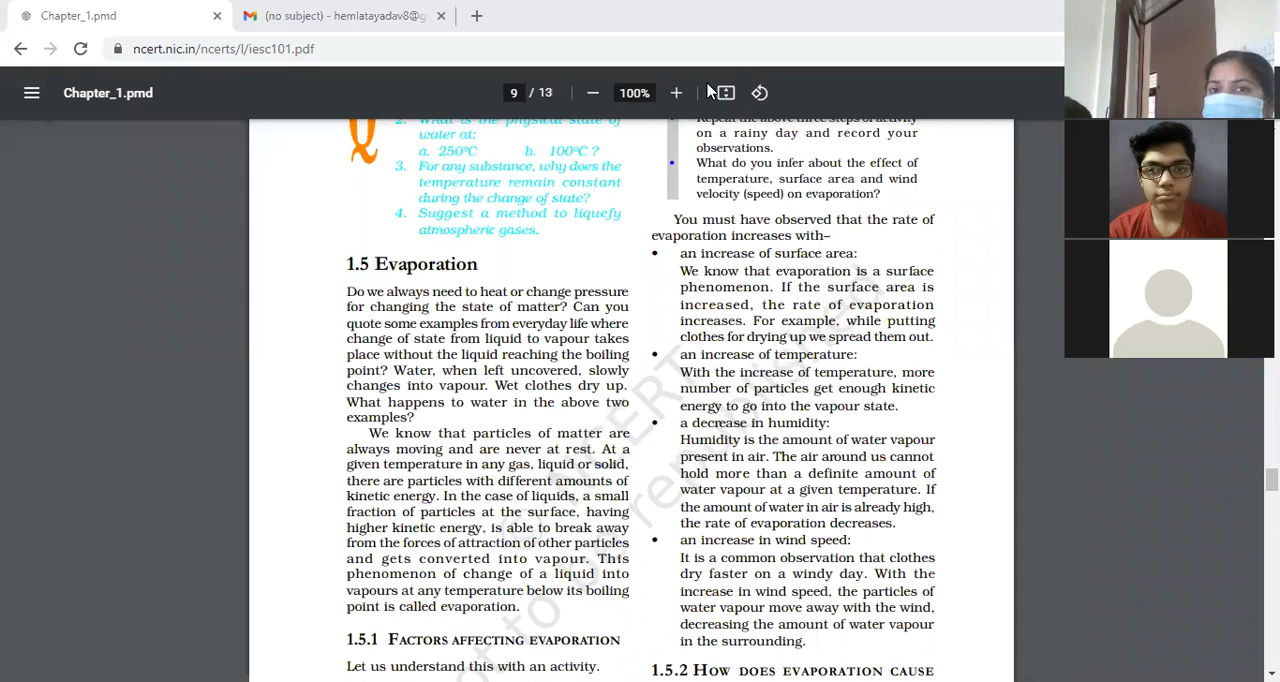 Chapter_1.pmd
(no subject) - hemlatayadav8@g
ncert.nic.in/ncerts/l/iesc101.pdf
Chapter_1.pmd
9 / 13
100%
Q
2. What is the physical state of
water at:
a. 250ºC b. 100ºC ?
3. For any substance, why does the
temperature remain constant
during the change of state?
4. Suggest a method to liquefy
atmospheric gases.
1.5 Evaporation
Do we always need to heat or change pressure
for changing the state of matter? Can you
quote some examples from everyday life where
change of state from liquid to vapour takes
place without the liquid reaching the boiling
point? Water, when left uncovered, slowly
changes into vapour. Wet clothes dry up.
What happens to water in the above two
examples?
We know that particles of matter are
always moving and are never at rest. At a
given temperature in any gas, liquid or solid,
there are particles with different amounts of
kinetic energy. In the case of liquids, a small
fraction of particles at the surface, having
higher kinetic energy, is able to break away
from the forces of attraction of other particles
and gets converted into vapour. This
phenomenon of change of a liquid into
vapours at any temperature below its boiling
point is called evaporation.
1.5.1 FACTORS AFFECTING EVAPORATION
Let us understand this with an activity.
Repeat the above three steps of activity
on a rainy day and record your
observations.
• What do you infer about the effect of
temperature, surface area and wind
velocity (speed) on evaporation?
You must have observed that the rate of
evaporation increases with–
• an increase of surface area:
We know that evaporation is a surface
phenomenon. If the surface area is
increased, the rate of evaporation
increases. For example, while putting
clothes for drying up we spread them out.
• an increase of temperature:
With the increase of temperature, more
number of particles get enough kinetic
energy to go into the vapour state.
• a decrease in humidity:
Humidity is the amount of water vapour
present in air. The air around us cannot
hold more than a definite amount of
water vapour at a given temperature. If
the amount of water in air is already high,
the rate of evaporation decreases.
• an increase in wind speed:
It is a common observation that clothes
dry faster on a windy day. With the
increase in wind speed, the particles of
water vapour move away with the wind,
decreasing the amount of water vapour
in the surrounding.
1.5.2 HOW DOES EVAPORATION CAUSE
© NCERT
not to be republished